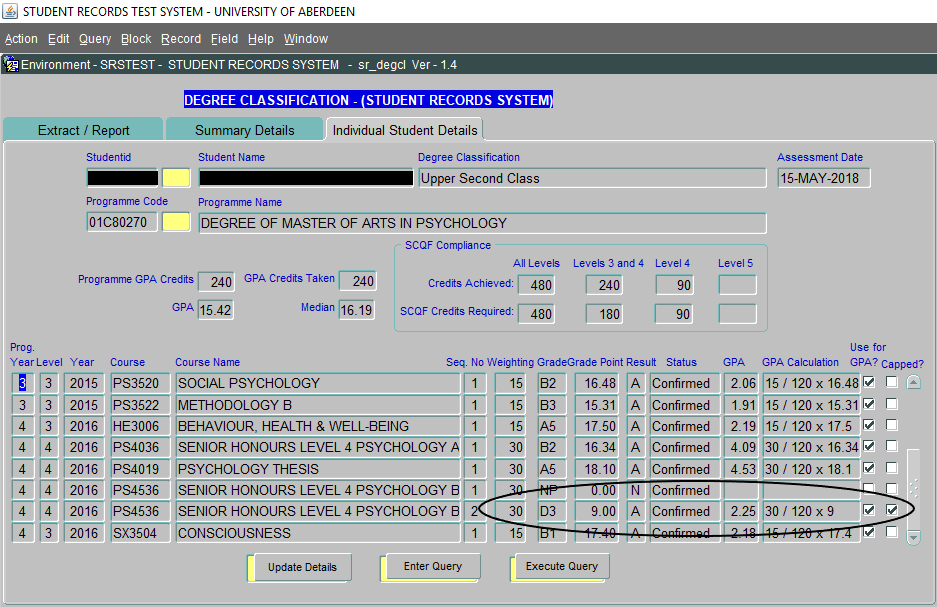 STUDENT RECORDS TEST SYSTEM - UNIVERSITY OF ABERDEEN
Action Edit Query Block Record Field Help Window
Environment - SRSTEST - STUDENT RECORDS SYSTEM - sr_degcl Ver - 1.4
DEGREE CLASSIFICATION - (STUDENT RECORDS SYSTEM)
Extract / Report Summary Details Individual Student Details
Studentid Student Name Degree Classification Assessment Date
Upper Second Class 15-MAY-2018
Programme Code Programme Name
01C80270 DEGREE OF MASTER OF ARTS IN PSYCHOLOGY
SCQF Compliance
All Levels Levels 3 and 4 Level 4 Level 5
Programme GPA Credits 240 GPA Credits Taken 240 Credits Achieved: 480 240 90
GPA 15.42 Median 16.19 SCQF Credits Required: 480 180 90
Prog. Use for
Year Level Year Course Course Name Seq. No Weighting Grade Grade Point Result Status GPA GPA Calculation GPA? Capped?
3 3 2015 PS3520 SOCIAL PSYCHOLOGY 1 15 B2 16.48 A Confirmed 2.06 15 / 120 x 16.48
3 3 2015 PS3522 METHODOLOGY B 1 15 B3 15.31 A Confirmed 1.91 15 / 120 x 15.31
4 3 2016 HE3006 BEHAVIOUR, HEALTH & WELL-BEING 1 15 A5 17.50 A Confirmed 2.19 15 / 120 x 17.5
4 4 2016 PS4036 SENIOR HONOURS LEVEL 4 PSYCHOLOGY A 1 30 B2 16.34 A Confirmed 4.09 30 / 120 x 16.34
4 4 2016 PS4019 PSYCHOLOGY THESIS 1 30 A5 18.10 A Confirmed 4.53 30 / 120 x 18.1
4 4 2016 PS4536 SENIOR HONOURS LEVEL 4 PSYCHOLOGY B 1 30 NP 0.00 N Confirmed
4 4 2016 PS4536 SENIOR HONOURS LEVEL 4 PSYCHOLOGY B 2 30 D3 9.00 A Confirmed 2.25 30 / 120 x 9
4 3 2016 SX3504 CONSCIOUSNESS 1 15 B1 17.40 A Confirmed 2.18 15 / 120 x 17.4
Update Details Enter Query Execute Query